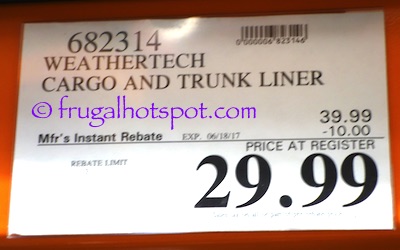 682314
0000006823146
WEATHERTECH
CARGO AND TRUNK LINER
© frugalhotspot.com
39.99
Mfr's Instant Rebate EXP. 06/18/17 -10.00
PRICE AT REGISTER
REBATE LIMIT
29.99